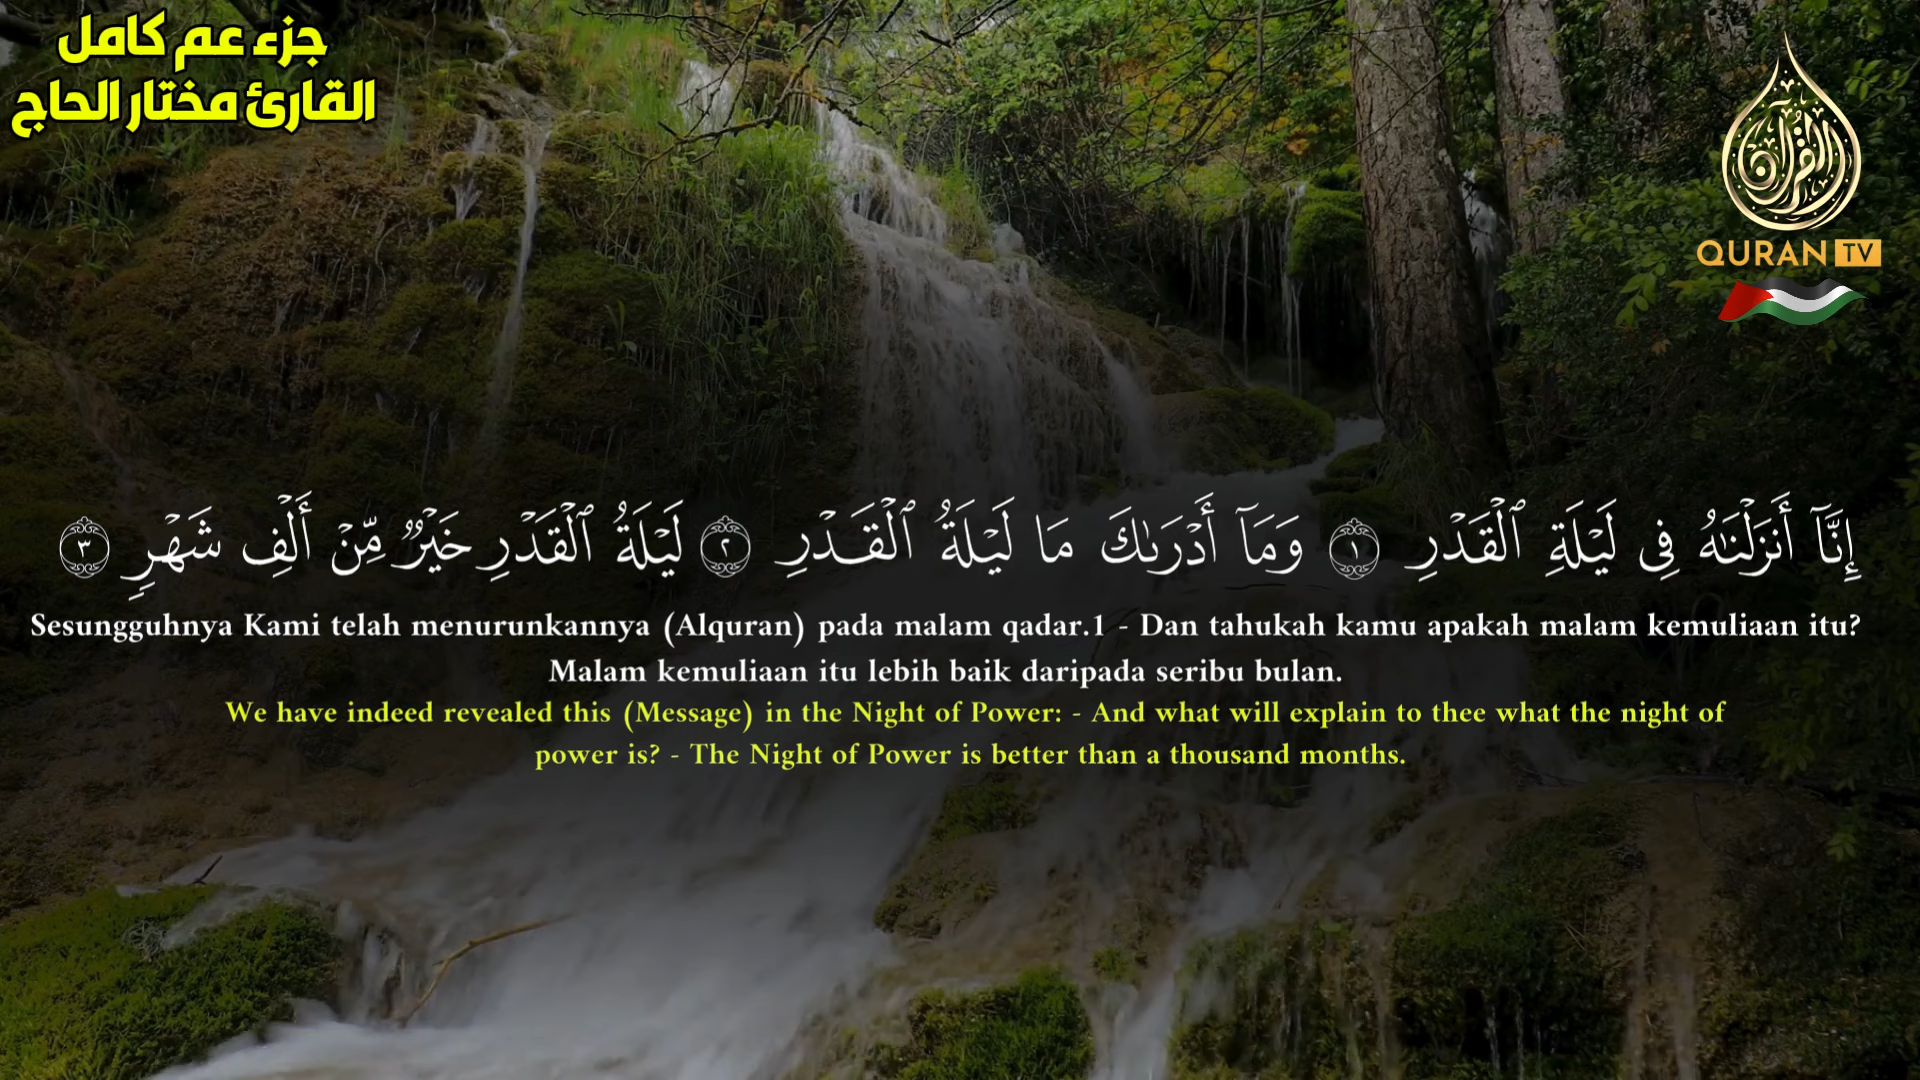 جزء عم كامل
القارئ مختار الحاج
القرآن
QURAN TV
إِنَّآ أَنزَلْنَٰهُ فِى لَيْلَةِ ٱلْقَدْرِ ١ وَمَآ أَدْرَىٰكَ مَا لَيْلَةُ ٱلْقَدْرِ ٢ لَيْلَةُ ٱلْقَدْرِ خَيْرٌ مِّنْ أَلْفِ شَهْرٍ ٣
Sesungguhnya Kami telah menurunkannya (Alquran) pada malam qadar.1 - Dan tahukah kamu apakah malam kemuliaan itu?
Malam kemuliaan itu lebih baik daripada seribu bulan.
We have indeed revealed this (Message) in the Night of Power: - And what will explain to thee what the night of
power is? - The Night of Power is better than a thousand months.